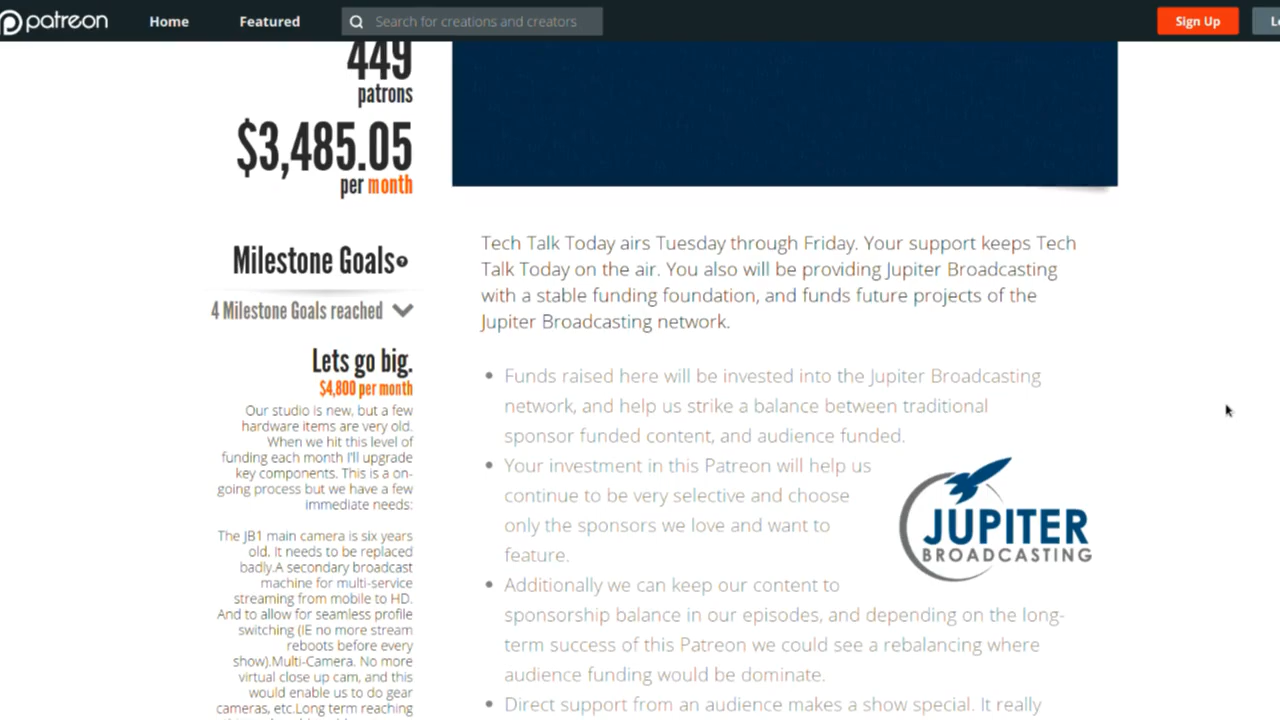 patreon
Home
Featured
Search for creations and creators
Sign Up
449
patrons
$3,485.05
per month
Milestone Goals
4 Milestone Goals reached
Lets go big.
$4,800 per month
Our studio is new, but a few
hardware items are very old.
When we hit this level of
funding each month I'll upgrade
key components. This is a on-
going process but we have a few
immediate needs:
The JB1 main camera is six years
old. It needs to be replaced
badly.A secondary broadcast
machine for multi-service
streaming from mobile to HD.
And to allow for seamless profile
switching (IE no more stream
reboots before every
show).Multi-Camera. No more
virtual close up cam, and this
would enable us to do gear
cameras, etc.Long term reaching
Tech Talk Today airs Tuesday through Friday. Your support keeps Tech
Talk Today on the air. You also will be providing Jupiter Broadcasting
with a stable funding foundation, and funds future projects of the
Jupiter Broadcasting network.
Funds raised here will be invested into the Jupiter Broadcasting
network, and help us strike a balance between traditional
sponsor funded content, and audience funded.
Your investment in this Patreon will help us
continue to be very selective and choose
only the sponsors we love and want to
feature.
Additionally we can keep our content to
sponsorship balance in our episodes, and depending on the long-
term success of this Patreon we could see a rebalancing where
audience funding would be dominate.
Direct support from an audience makes a show special. It really
JUPITER
BROADCASTING